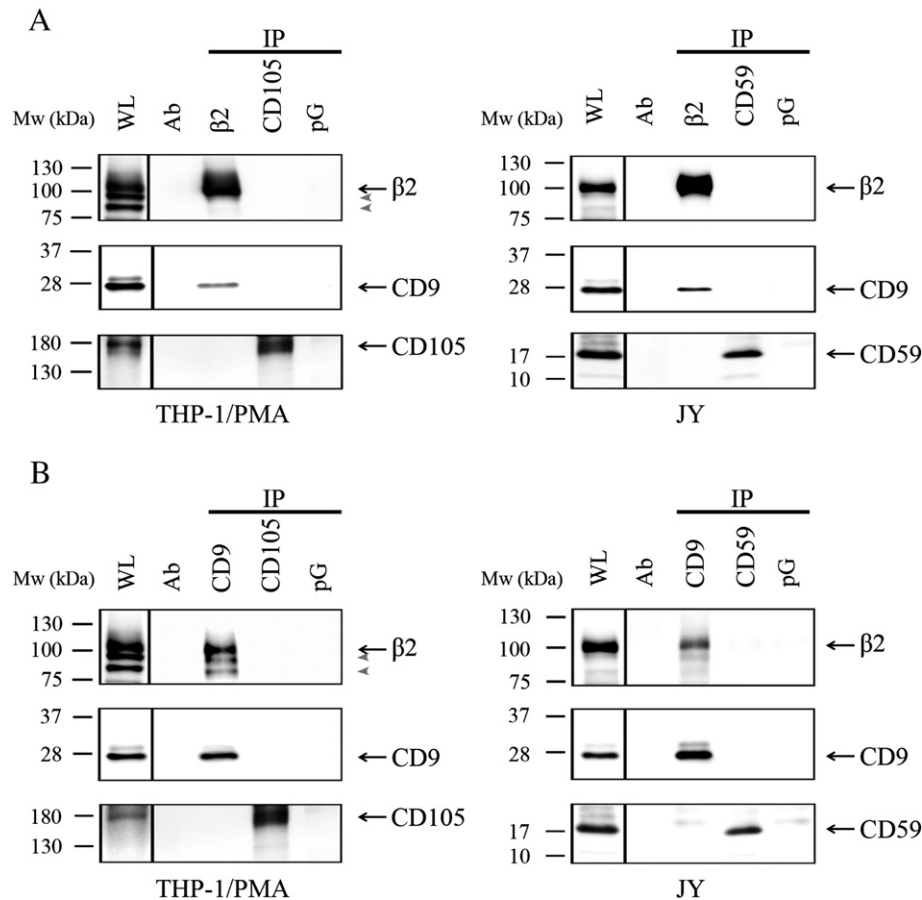 A
IP IP
Mw (kDa) WL Ab β2 CD105 pG Mw (kDa) WL Ab β2 CD59 pG
130 130
100 β2 100 β2
75 75
37 37
28 CD9 28 CD9
180 CD105 17 CD59
130 10
THP-1/PMA JY
B
IP IP
Mw (kDa) WL Ab CD9 CD105 pG Mw (kDa) WL Ab CD9 CD59 pG
130 130
100 β2 100 β2
75 75
37 37
28 CD9 28 CD9
180 CD105 17 CD59
130 10
THP-1/PMA JY